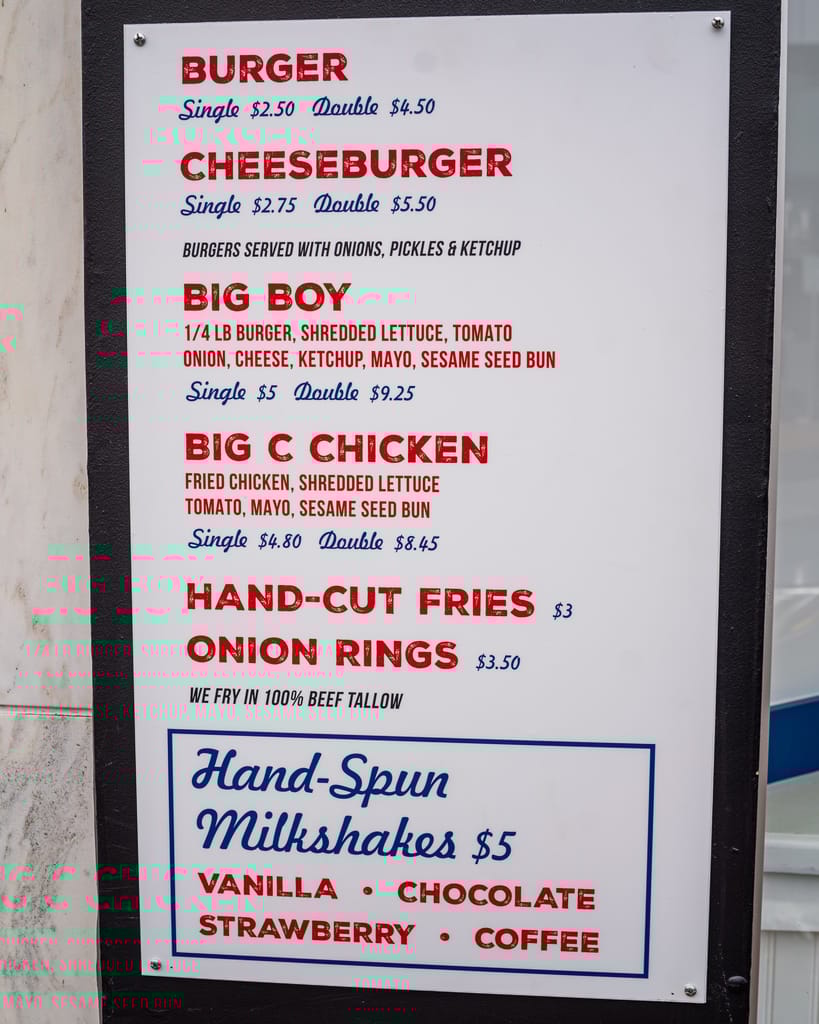 BURGER
Single $2.50 Double $4.50
CHEESEBURGER
Single $2.75 Double $5.50
BURGERS SERVED WITH ONIONS, PICKLES & KETCHUP
BIG BOY
1/4 LB BURGER, SHREDDED LETTUCE, TOMATO
ONION, CHEESE, KETCHUP, MAYO, SESAME SEED BUN
Single $5 Double $9.25
BIG C CHICKEN
FRIED CHICKEN, SHREDDED LETTUCE
TOMATO, MAYO, SESAME SEED BUN
Single $4.80 Double $8.45
HAND-CUT FRIES $3
ONION RINGS $3.50
WE FRY IN 100% BEEF TALLOW
Hand-Spun
Milkshakes $5
VANILLA • CHOCOLATE
STRAWBERRY • COFFEE